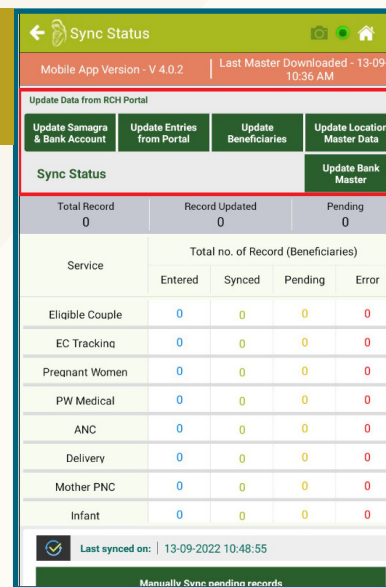 Sync Status
Mobile App Version - V 4.0.2
Last Master Downloaded - 13-09
10:36 AM
Update Data from RCH Portal
Update Samagra
& Bank Account
Update Entries
from Portal
Update
Beneficiaries
Update Location
Master Data
Sync Status
Update Bank
Master
Total Record
0
Record Updated
0
Pending
0
Service
Total no. of Record (Beneficiaries)
Entered Synced Pending Error
Eligible Couple 0 0 0 0
EC Tracking 0 0 0 0
Pregnant Women 0 0 0 0
PW Medical 0 0 0 0
ANC 0 0 0 0
Delivery 0 0 0 0
Mother PNC 0 0 0 0
Infant 0 0 0 0
Last synced on: 13-09-2022 10:48:55
Manually Sync pending records